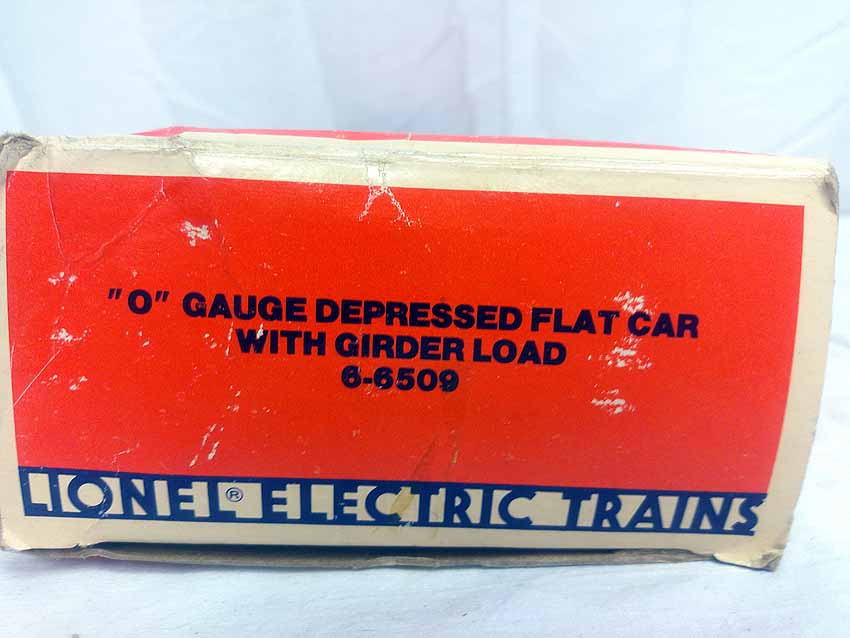 "O" GAUGE DEPRESSED FLAT CAR
WITH GIRDER LOAD
6-6509
LIONEL® ELECTRIC TRAINS